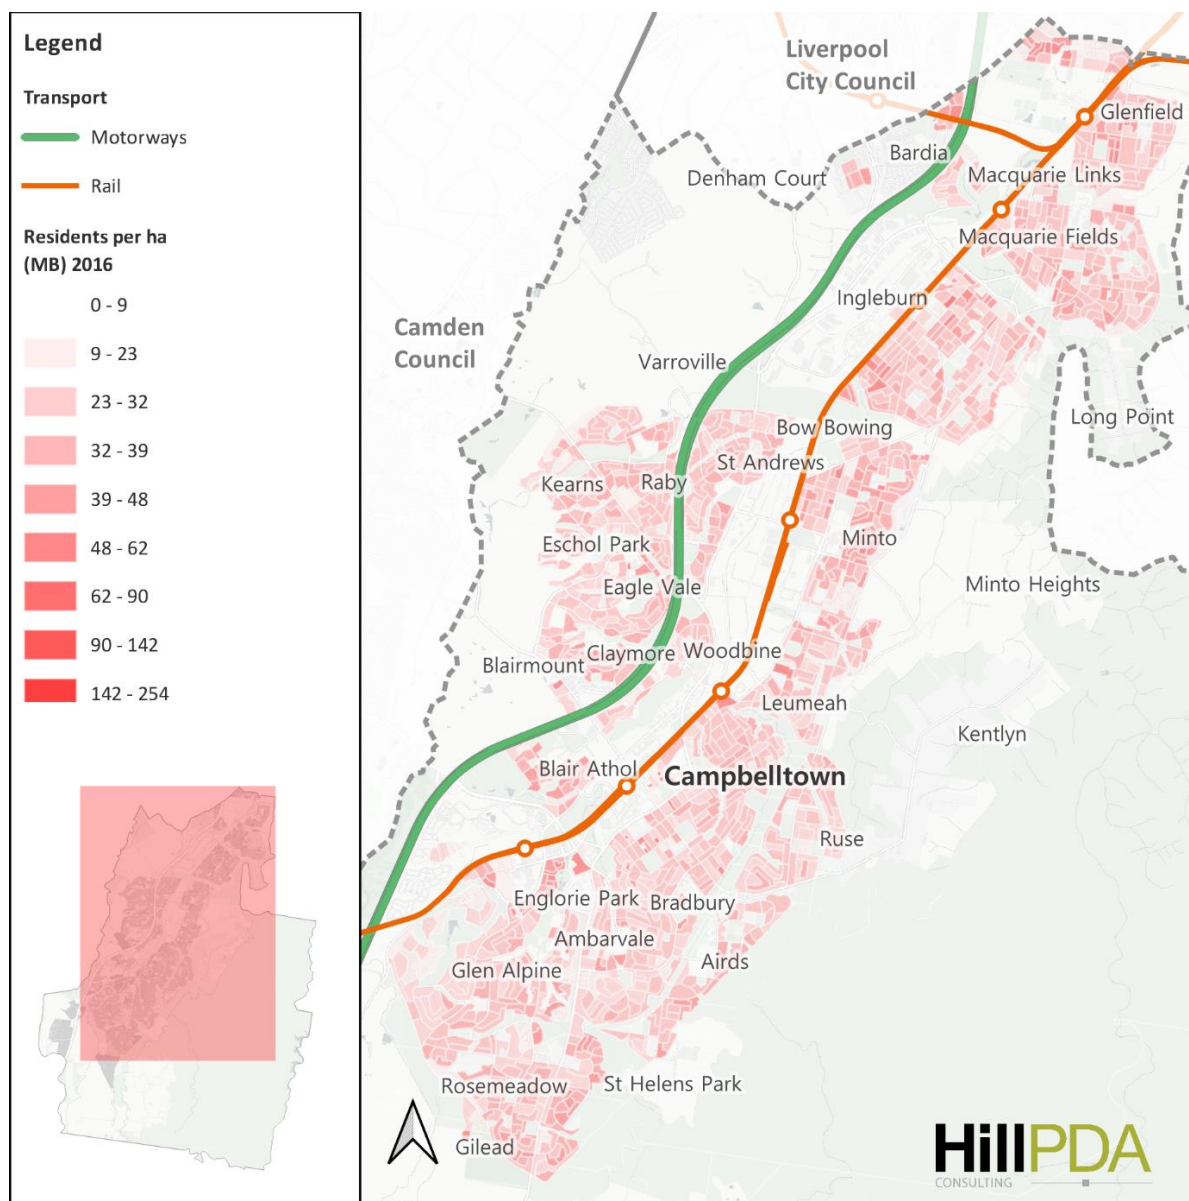 Legend
Transport
Motorways
Rail
Residents per ha
(MB) 2016
0 - 9
9 - 23
23 - 32
32 - 39
39 - 48
48 - 62
62 - 90
90 - 142
142 - 254
Liverpool
City Council
Glenfield
Bardia
Denham Court
Macquarie Links
Macquarie Fields
Ingleburn
Camden
Council
Varroville
Long Point
Bow Bowing
St Andrews
Kearns
Raby
Eschol Park
Minto
Eagle Vale
Minto Heights
Claymore
Woodbine
Blairmount
Leumeah
Kentlyn
Blair Athol
Campbelltown
Ruse
Englorie Park
Bradbury
Ambarvale
Glen Alpine
Airds
Rosemeadow
St Helens Park
Gilead
HillPDA
CONSULTING